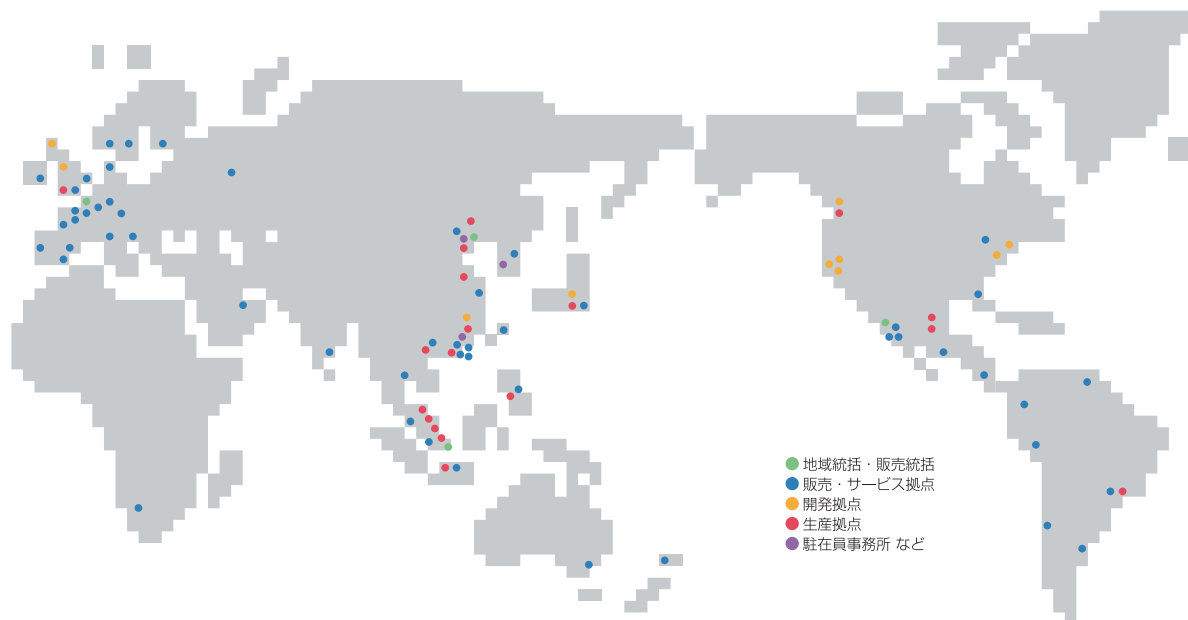 地域統括・販売統括
販売・サービス拠点
開発拠点
生産拠点
駐在員事務所 など